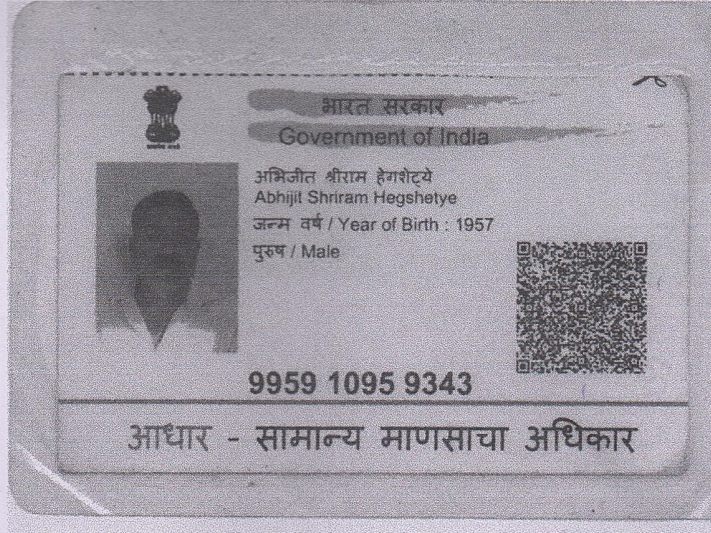 भारत सरकार
Government of India
अभिजीत श्रीराम हेगशेट्ये
Abhijit Shriram Hegshetye
जन्म वर्ष / Year of Birth : 1957
पुरुष / Male
9959 1095 9343
आधार - सामान्य माणसाचा अधिकार